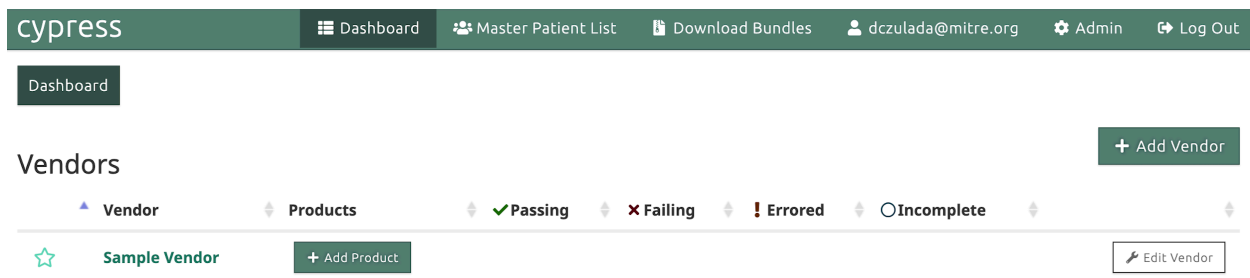 cypress Dashboard Master Patient List Download Bundles dczulada@mitre.org Admin Log Out
Dashboard
+ Add Vendor
Vendors
Vendor Products Passing Failing Errored Incomplete
Sample Vendor + Add Product Edit Vendor